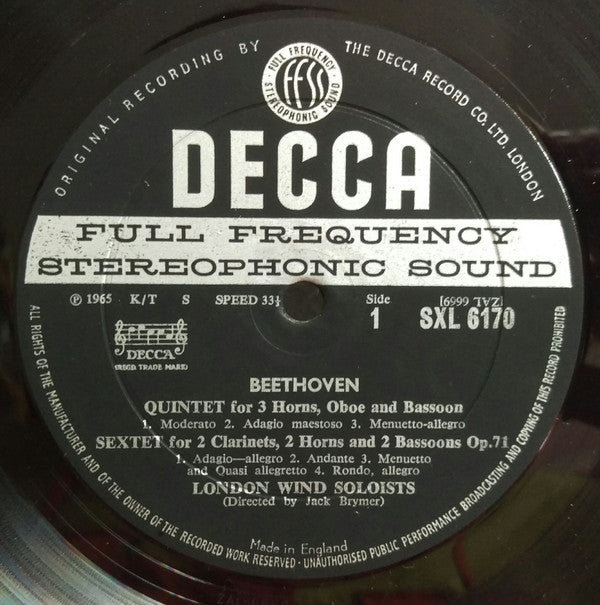 ORIGINAL RECORDING BY THE DECCA RECORD CO. LTD. LONDON
FULL FREQUENCY · STEREOPHONIC SOUND ·
FFSS
DECCA
FULL FREQUENCY
STEREOPHONIC SOUND
℗ 1965 K/T S SPEED 33⅓ Side 1 [ZAL 6999] SXL 6170
DECCA
(REGD. TRADE MARK)
BEETHOVEN
QUINTET for 3 Horns, Oboe and Bassoon
1. Moderato 2. Adagio maestoso 3. Menuetto-allegro
SEXTET for 2 Clarinets, 2 Horns and 2 Bassoons Op.71
1. Adagio—allegro 2. Andante 3. Menuetto
and Quasi allegretto 4. Rondo, allegro
LONDON WIND SOLOISTS
(Directed by Jack Brymer)
Made in England
ALL RIGHTS OF THE MANUFACTURER AND OF THE OWNER OF THE RECORDED WORK RESERVED · UNAUTHORISED PUBLIC PERFORMANCE BROADCASTING AND COPYING OF THIS RECORD PROHIBITED